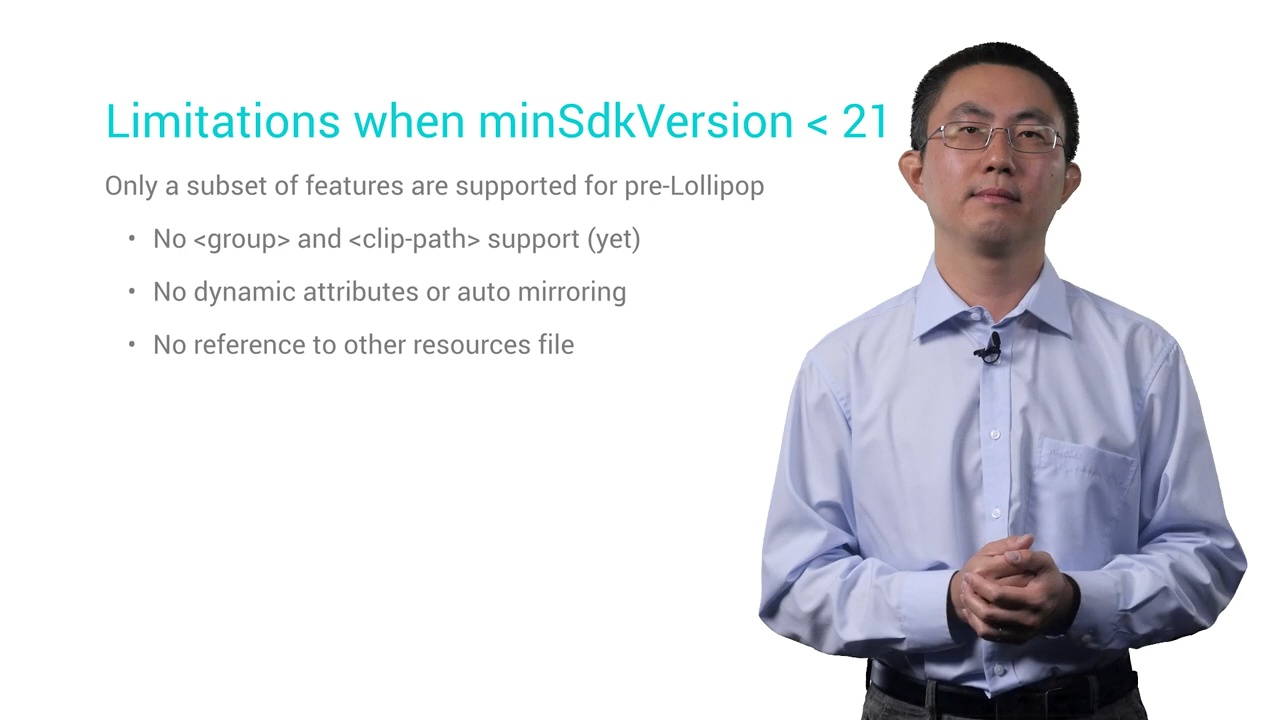 Limitations when minSdkVersion < 21
Only a subset of features are supported for pre-Lollipop
• No <group> and <clip-path> support (yet)
• No dynamic attributes or auto mirroring
• No reference to other resources file